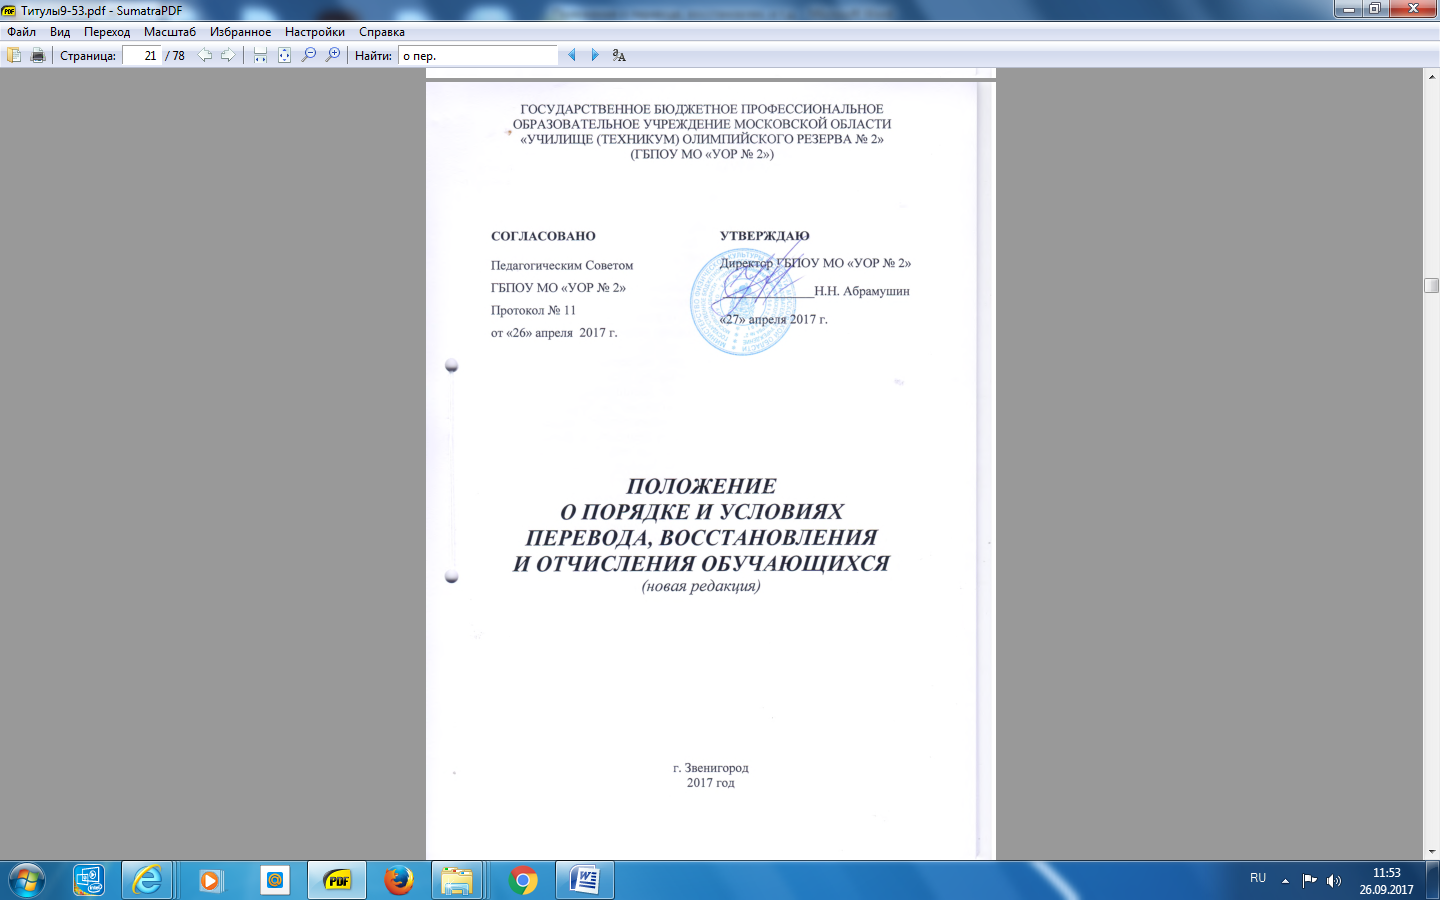 Титулы9-53.pdf - SumatraPDF
Файл Вид Переход Масштаб Избранное Настройки Справка
Страница: 21 / 78 Найти: о пер.
ГОСУДАРСТВЕННОЕ БЮДЖЕТНОЕ ПРОФЕССИОНАЛЬНОЕ
ОБРАЗОВАТЕЛЬНОЕ УЧРЕЖДЕНИЕ МОСКОВСКОЙ ОБЛАСТИ
«УЧИЛИЩЕ (ТЕХНИКУМ) ОЛИМПИЙСКОГО РЕЗЕРВА № 2»
(ГБПОУ МО «УОР № 2»)
СОГЛАСОВАНО
Педагогическим Советом
ГБПОУ МО «УОР № 2»
Протокол № 11
от «26» апреля 2017 г.
УТВЕРЖДАЮ
Директор ГБПОУ МО «УОР № 2»
Н.Н. Абрамушин
«27» апреля 2017 г.
ПОЛОЖЕНИЕ
О ПОРЯДКЕ И УСЛОВИЯХ
ПЕРЕВОДА, ВОССТАНОВЛЕНИЯ
И ОТЧИСЛЕНИЯ ОБУЧАЮЩИХСЯ
(новая редакция)
г. Звенигород
2017 год
RU
11:53
26.09.2017